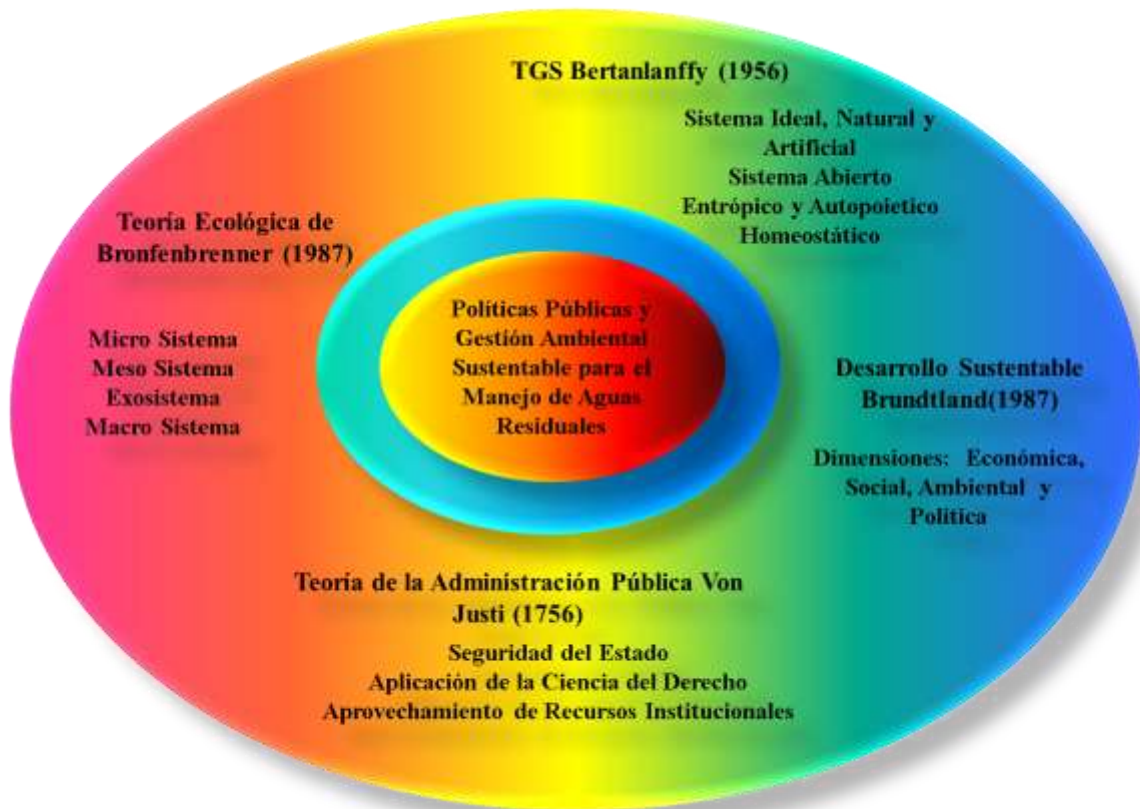 TGS Bertanlanffy (1956)
Sistema Ideal, Natural y
Artificial
Sistema Abierto
Entrópico y Autopoietico
Homeostático
Teoría Ecológica de
Bronfenbrenner (1987)
Micro Sistema
Meso Sistema
Exosistema
Macro Sistema
Políticas Públicas y
Gestión Ambiental
Sustentable para el
Manejo de Aguas
Residuales
Desarrollo Sustentable
Brundtland(1987)
Dimensiones: Económica,
Social, Ambiental y
Política
Teoría de la Administración Pública Von
Justi (1756)
Seguridad del Estado
Aplicación de la Ciencia del Derecho
Aprovechamiento de Recursos Institucionales